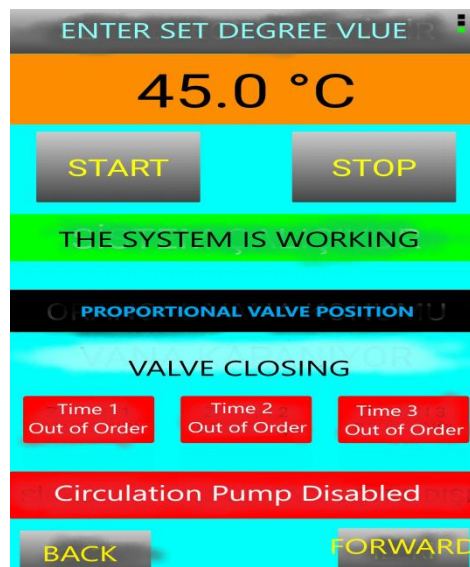 ENTER SET DEGREE VLUE
45.0 °C
START STOP
THE SYSTEM IS WORKING
PROPORTIONAL VALVE POSITION
VALVE CLOSING
Time 1 Time 2 Time 3
Out of Order Out of Order Out of Order
Circulation Pump Disabled
BACK FORWARD